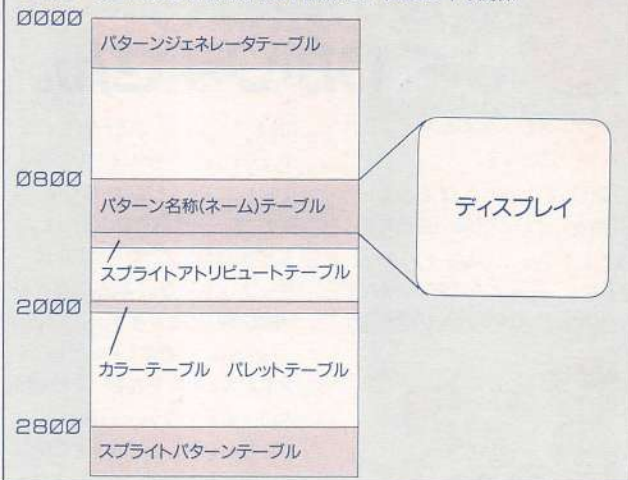 0000
パターンジェネレータテーブル
0800
パターン名称(ネーム)テーブル
ディスプレイ
スプライトアトリビュートテーブル
2000
カラーテーブル パレットテーブル
2800
スプライトパターンテーブル